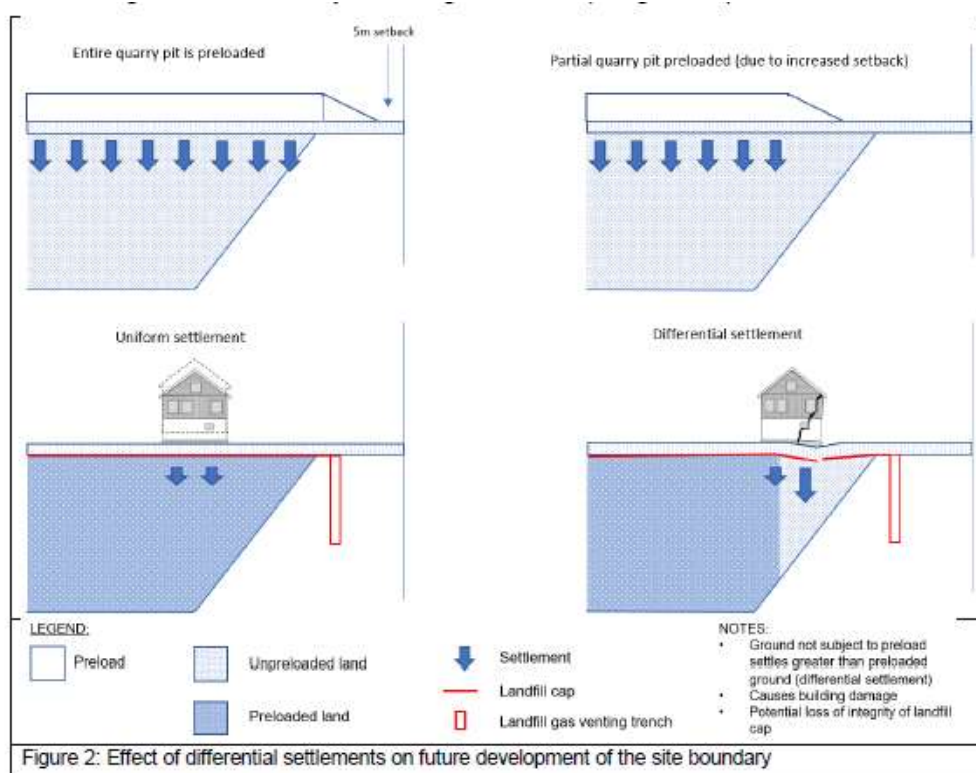 5m setback
Entire quarry pit is preloaded
Partial quarry pit preloaded (due to increased setback)
Uniform settlement
Differential settlement
LEGEND:
Preload
Unpreloaded land
Preloaded land
Settlement
Landfill cap
Landfill gas venting trench
NOTES:
• Ground not subject to preload
settles greater than preloaded
ground (differential settlement)
• Causes building damage
• Potential loss of integrity of landfill
cap
Figure 2: Effect of differential settlements on future development of the site boundary